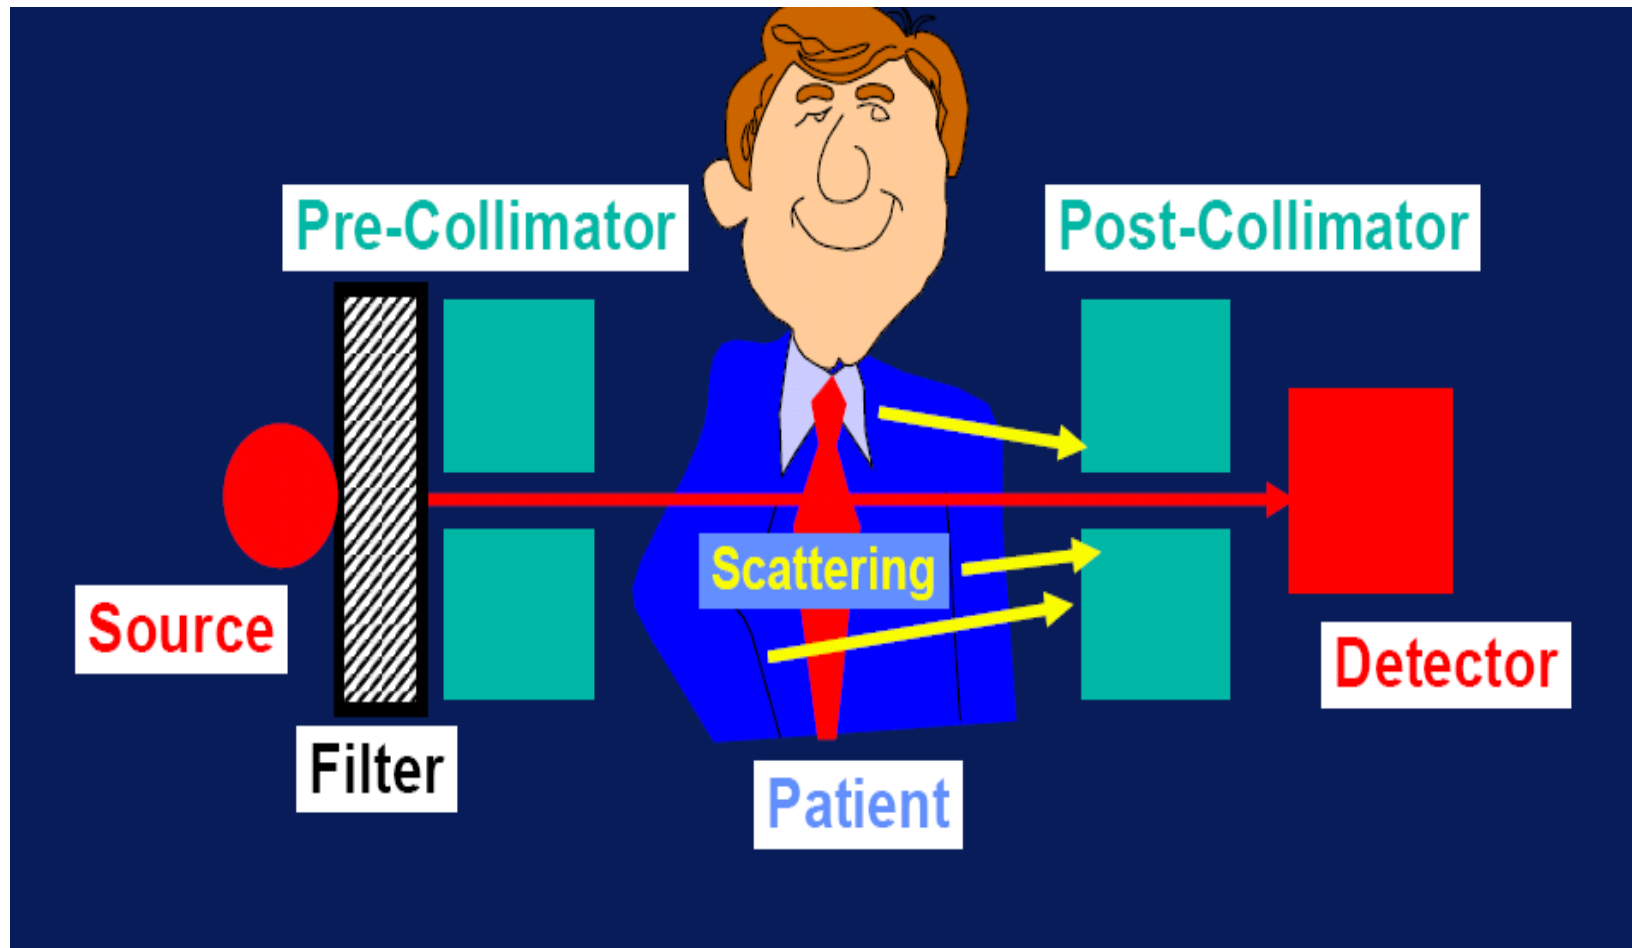 Pre-Collimator
Post-Collimator
Scattering
Source
Detector
Filter
Patient